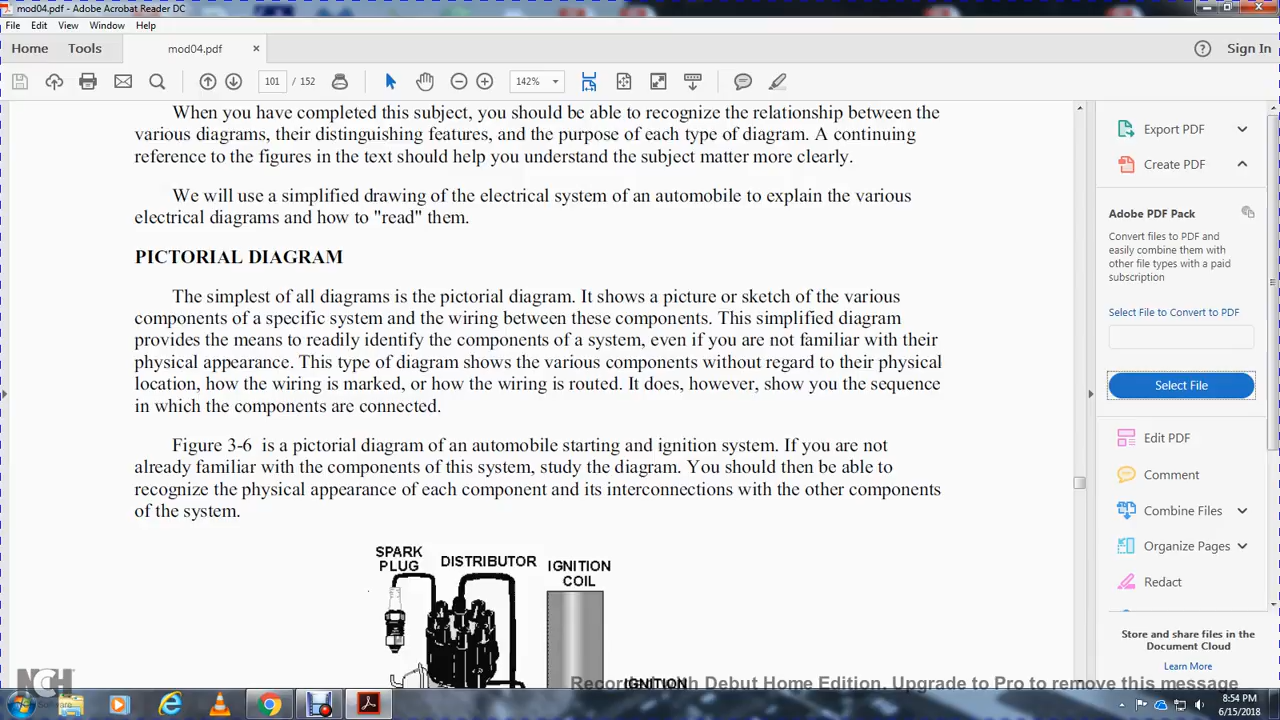 mod04.pdf - Adobe Acrobat Reader DC
File Edit View Window Help
Home Tools mod04.pdf × Sign In
101 / 152 142%
When you have completed this subject, you should be able to recognize the relationship between the
various diagrams, their distinguishing features, and the purpose of each type of diagram. A continuing
reference to the figures in the text should help you understand the subject matter more clearly.
We will use a simplified drawing of the electrical system of an automobile to explain the various
electrical diagrams and how to "read" them.
PICTORIAL DIAGRAM
The simplest of all diagrams is the pictorial diagram. It shows a picture or sketch of the various
components of a specific system and the wiring between these components. This simplified diagram
provides the means to readily identify the components of a system, even if you are not familiar with their
physical appearance. This type of diagram shows the various components without regard to their physical
location, how the wiring is marked, or how the wiring is routed. It does, however, show you the sequence
in which the components are connected.
Figure 3-6 is a pictorial diagram of an automobile starting and ignition system. If you are not
already familiar with the components of this system, study the diagram. You should then be able to
recognize the physical appearance of each component and its interconnections with the other components
of the system.
SPARK
PLUG
DISTRIBUTOR
IGNITION
COIL
IGNITION
Export PDF
Create PDF
Adobe PDF Pack
Convert files to PDF and
easily combine them with
other file types with a paid
subscription
Select File to Convert to PDF
Select File
Edit PDF
Comment
Combine Files
Organize Pages
Redact
Store and share files in the
Document Cloud
Learn More
NCH
Software
Debut Home Edition. Upgrade to Pro to remove this message
8:54 PM
6/15/2018